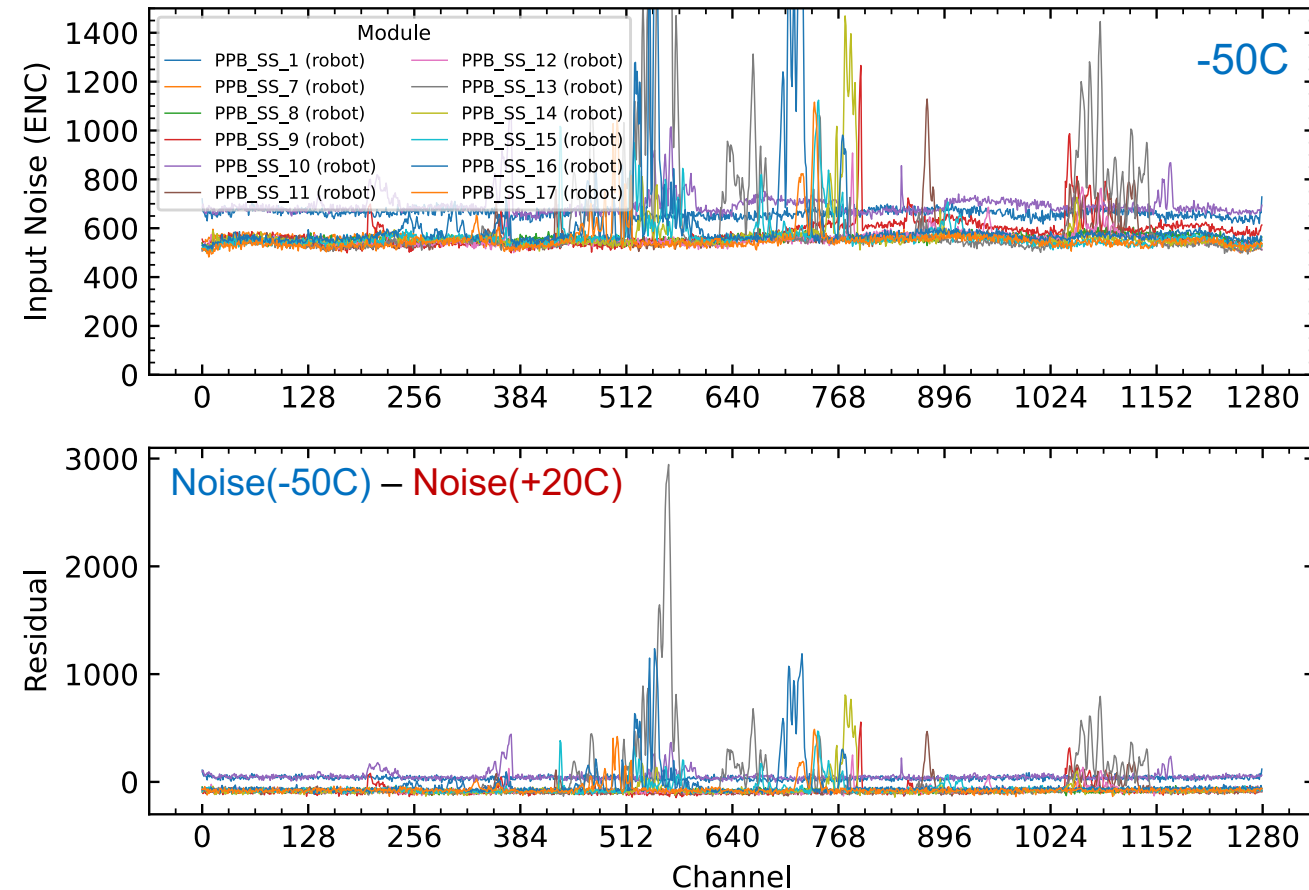 -50C
Input Noise (ENC)
1400
1200
1000
800
600
400
200
0
Module
PPB_SS_1 (robot) PPB_SS_12 (robot)
PPB_SS_7 (robot) PPB_SS_13 (robot)
PPB_SS_8 (robot) PPB_SS_14 (robot)
PPB_SS_9 (robot) PPB_SS_15 (robot)
PPB_SS_10 (robot) PPB_SS_16 (robot)
PPB_SS_11 (robot) PPB_SS_17 (robot)
0 128 256 384 512 640 768 896 1024 1152 1280
Noise(-50C) – Noise(+20C)
Residual
3000
2000
1000
0
0 128 256 384 512 640 768 896 1024 1152 1280
Channel